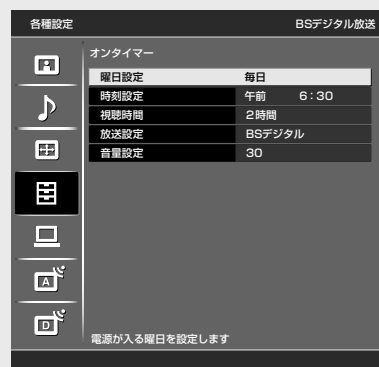 各種設定 BSデジタル放送
オンタイマー
曜日設定 毎日
時刻設定 午前 6:30
視聴時間 2時間
放送設定 BSデジタル
音量設定 30
A
D
電源が入る曜日を設定します